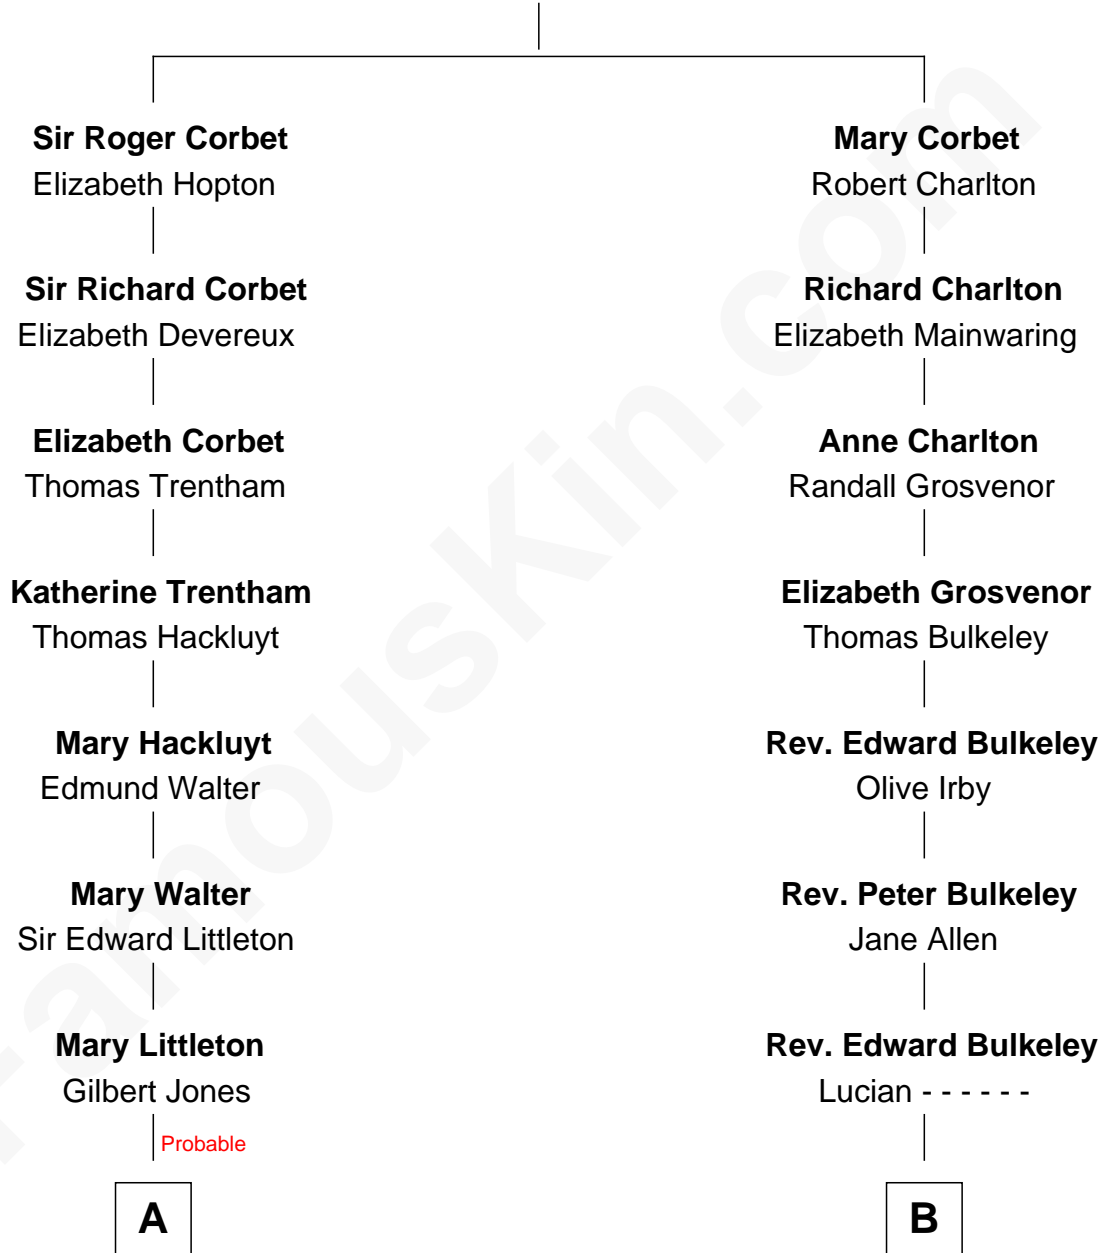 Sir Roger Corbet
Elizabeth Hopton
Sir Richard Corbet
Elizabeth Devereux
Elizabeth Corbet
Thomas Trentham
Katherine Trentham
Thomas Hackluyt
Mary Hackluyt
Edmund Walter
Mary Walter
Sir Edward Littleton
Mary Littleton
Gilbert Jones
Probable
A
Mary Corbet
Robert Charlton
Richard Charlton
Elizabeth Mainwaring
Anne Charlton
Randall Grosvenor
Elizabeth Grosvenor
Thomas Bulkeley
Rev. Edward Bulkeley
Olive Irby
Rev. Peter Bulkeley
Jane Allen
Rev. Edward Bulkeley
Lucian - - - - - -
B
FamousKin.com